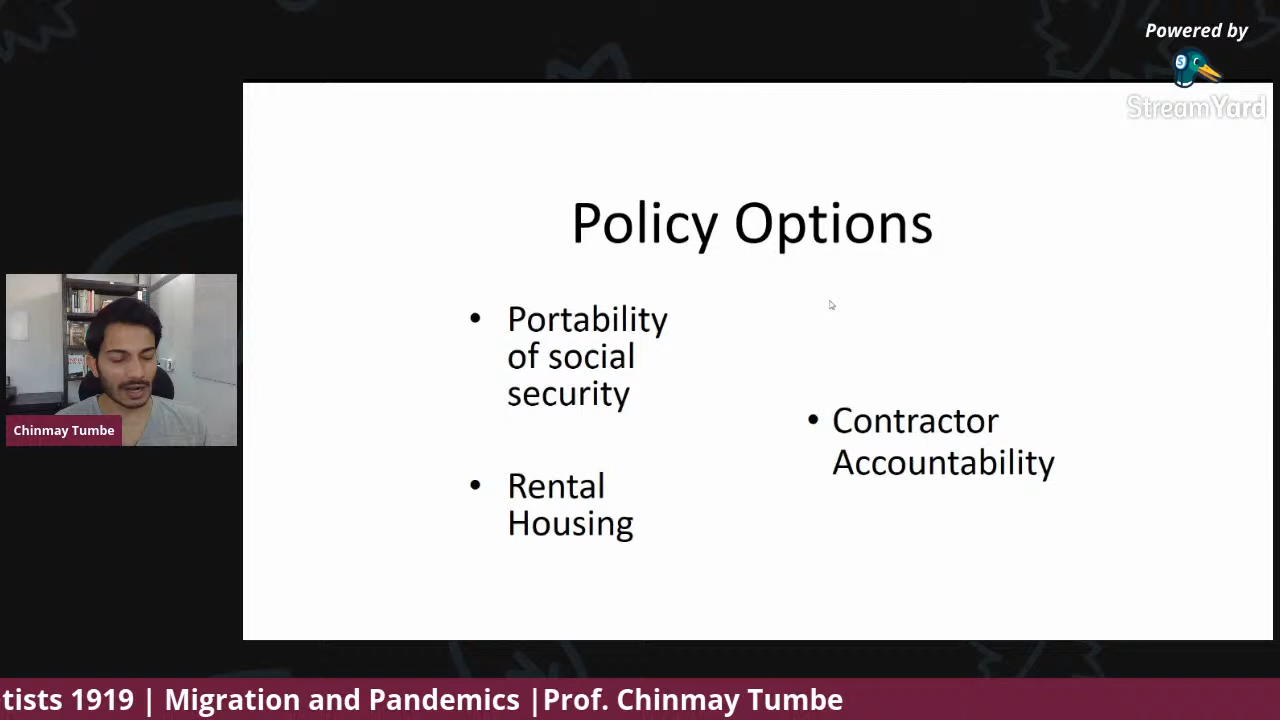 Powered by
StreamYard
Policy Options
• Portability
of social
security
• Rental
Housing
• Contractor
Accountability
Chinmay Tumbe
tists 1919 | Migration and Pandemics |Prof. Chinmay Tumbe